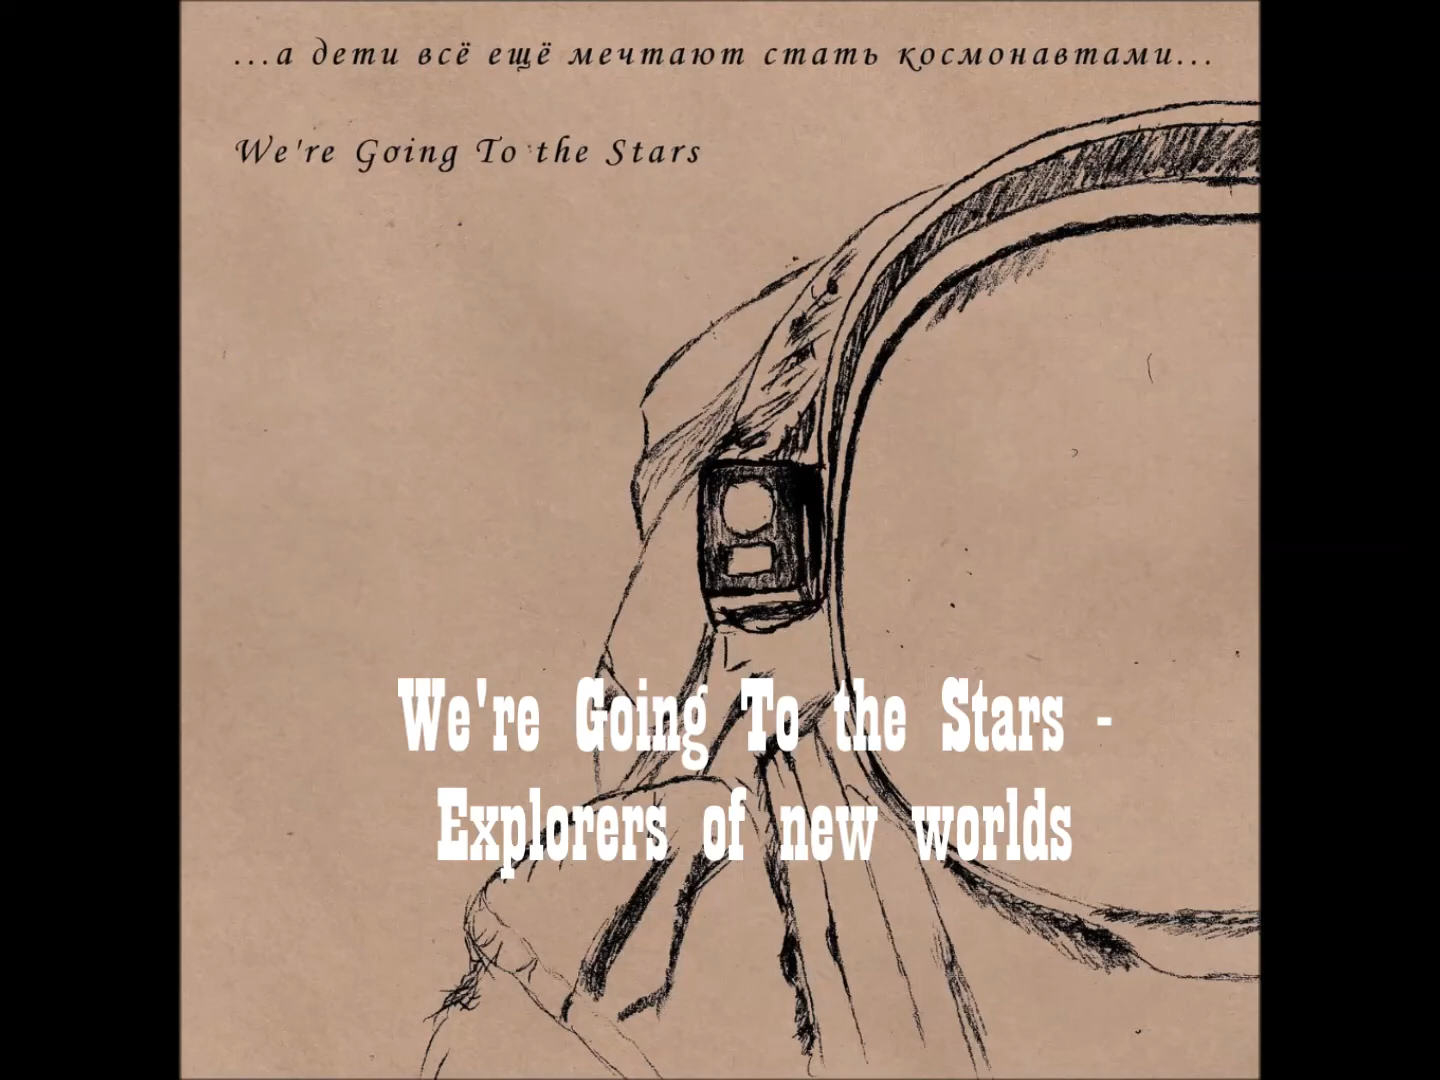 ...а дети всё ещё мечтают стать космонавтами...
We're Going To the Stars
We're Going To the Stars -
Explorers of new worlds